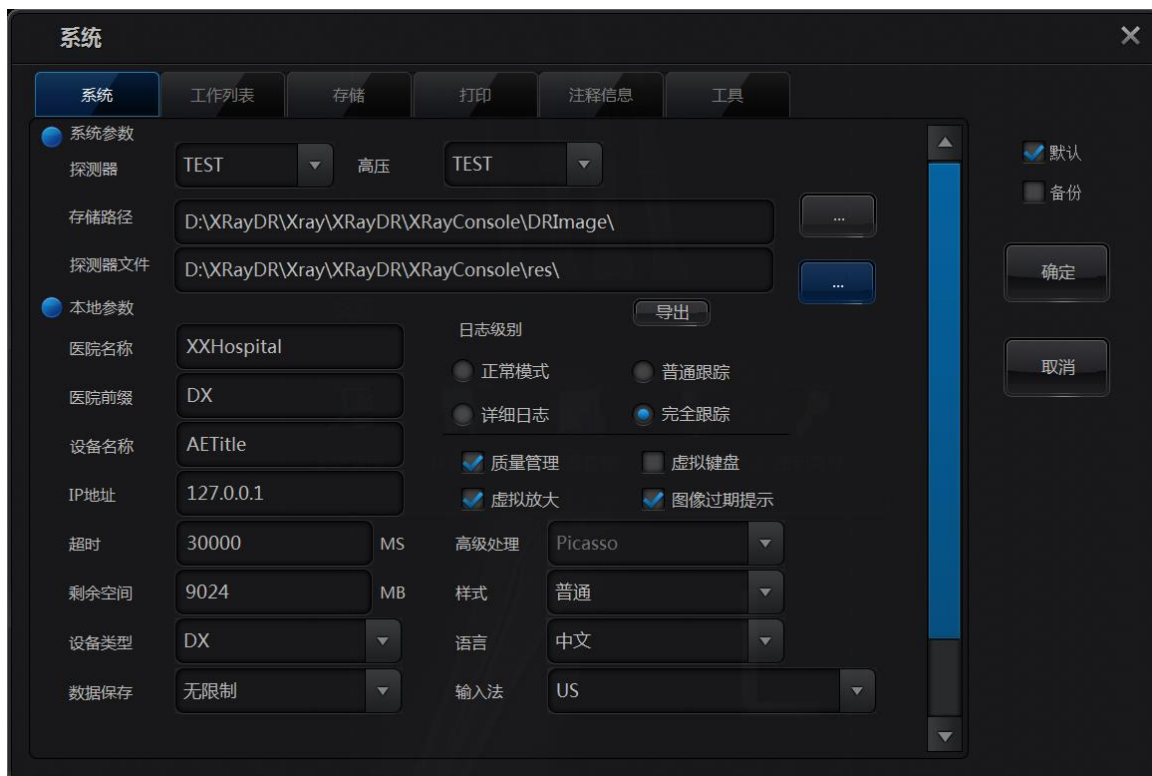 系统
系统 工作列表 存储 打印 注释信息 工具
系统参数
探测器 TEST 高压 TEST
默认
备份
存储路径 D:\XRayDR\Xray\XRayDR\XRayConsole\DRImage\ ...
探测器文件 D:\XRayDR\Xray\XRayDR\XRayConsole\res\ ...
确定
取消
本地参数
导出
医院名称 XXHospital
日志级别
正常模式 普通跟踪
医院前缀 DX
详细日志 完全跟踪
设备名称 AETitle
质量管理 虚拟键盘
IP地址 127.0.0.1
虚拟放大 图像过期提示
超时 30000 MS 高级处理 Picasso
剩余空间 9024 MB 样式 普通
设备类型 DX 语言 中文
数据保存 无限制 输入法 US